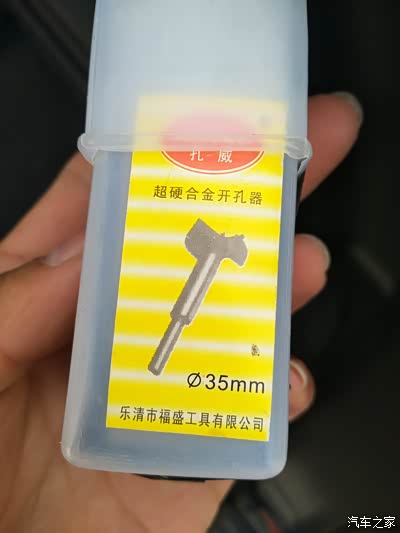 扎-威
超硬合金开孔器
Ø35mm
乐清市福盛工具有限公司
汽车之家